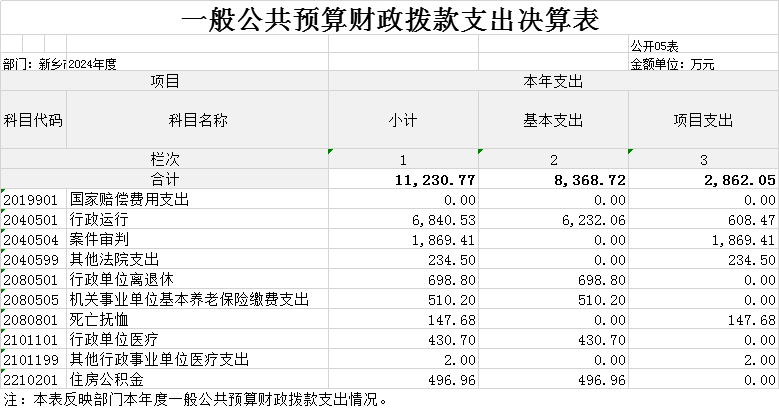 一般公共预算财政拨款支出决算表
公开05表
部门：新乡 2024年度 金额单位：万元
项目 本年支出
科目代码 科目名称 小计 基本支出 项目支出
栏次 1 2 3
合计 11,230.77 8,368.72 2,862.05
2019901 国家赔偿费用支出 0.00 0.00 0.00
2040501 行政运行 6,840.53 6,232.06 608.47
2040504 案件审判 1,869.41 0.00 1,869.41
2040599 其他法院支出 234.50 0.00 234.50
2080501 行政单位离退休 698.80 698.80 0.00
2080505 机关事业单位基本养老保险缴费支出 510.20 510.20 0.00
2080801 死亡抚恤 147.68 0.00 147.68
2101101 行政单位医疗 430.70 430.70 0.00
2101199 其他行政事业单位医疗支出 2.00 0.00 2.00
2210201 住房公积金 496.96 496.96 0.00
注：本表反映部门本年度一般公共预算财政拨款支出情况。